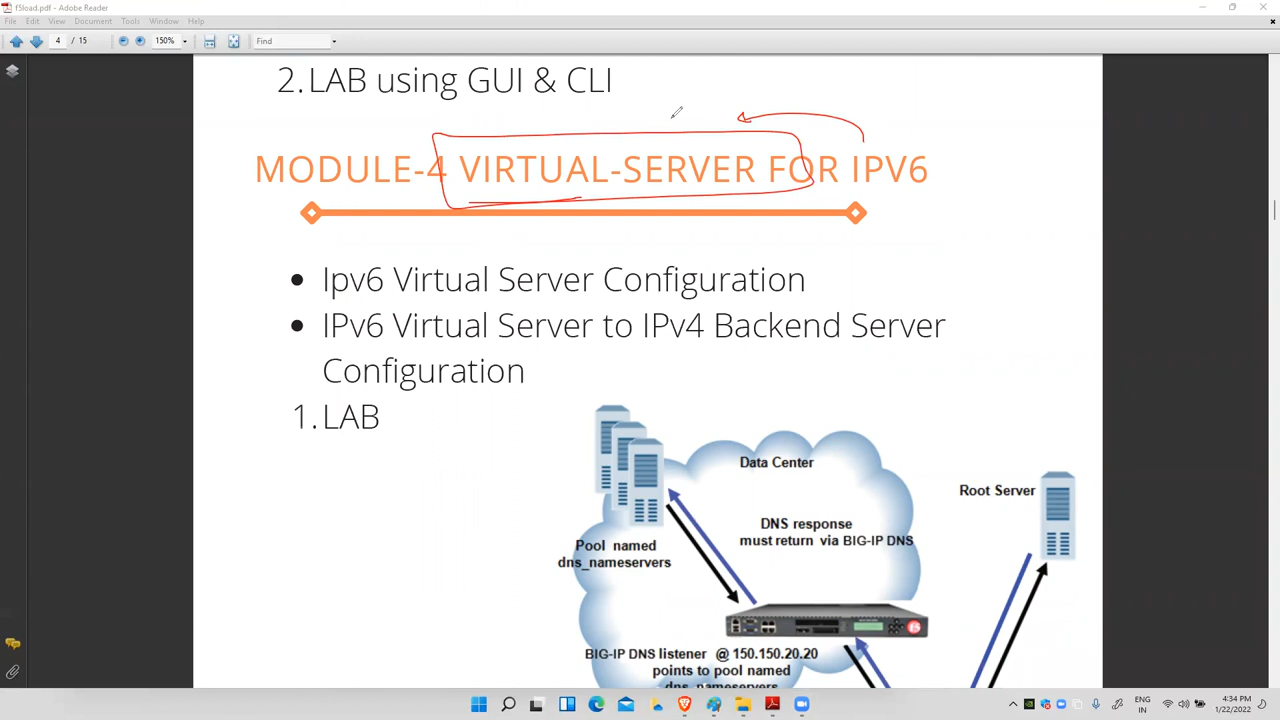 f5load.pdf - Adobe Reader
File Edit View Document Tools Window Help
4 / 15 150% Find
2. LAB using GUI & CLI
MODULE-4 VIRTUAL-SERVER FOR IPV6
Ipv6 Virtual Server Configuration
IPv6 Virtual Server to IPv4 Backend Server
Configuration
1. LAB
Data Center
Root Server
DNS response
must return via BIG-IP DNS
Pool named
dns_nameservers
f5
BIG-IP DNS listener @ 150.150.20.20
points to pool named
dns_nameservers
ENG
IN
4:34 PM
1/22/2022